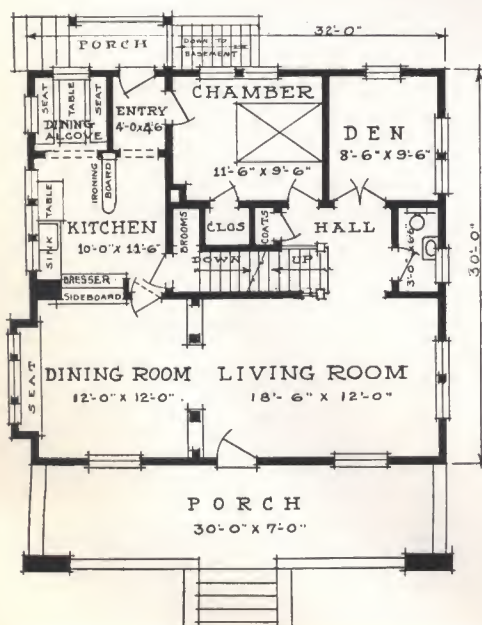 32'-0"
PORCH
DOWN TO
BASEMENT
SEAT
TABLE
SEAT
DINING
ALCOVE
ENTRY
4'-0 X 4'6"
CHAMBER
11'-6" X 9'-6"
DEN
8'-6" X 9'-6"
30'-0"
IRONING
BOARD
TABLE
SINK
KITCHEN
10'-0" X 11'-6"
BROOMS
CLOS
COATS
HALL
3'-0" X 6'-6"
DOWN
UP
DRESSER
SIDEBOARD
SEAT
DINING ROOM
12'-0" X 12'-0"
LIVING ROOM
18'-6" X 12'-0"
PORCH
30'-0" X 7'-0"